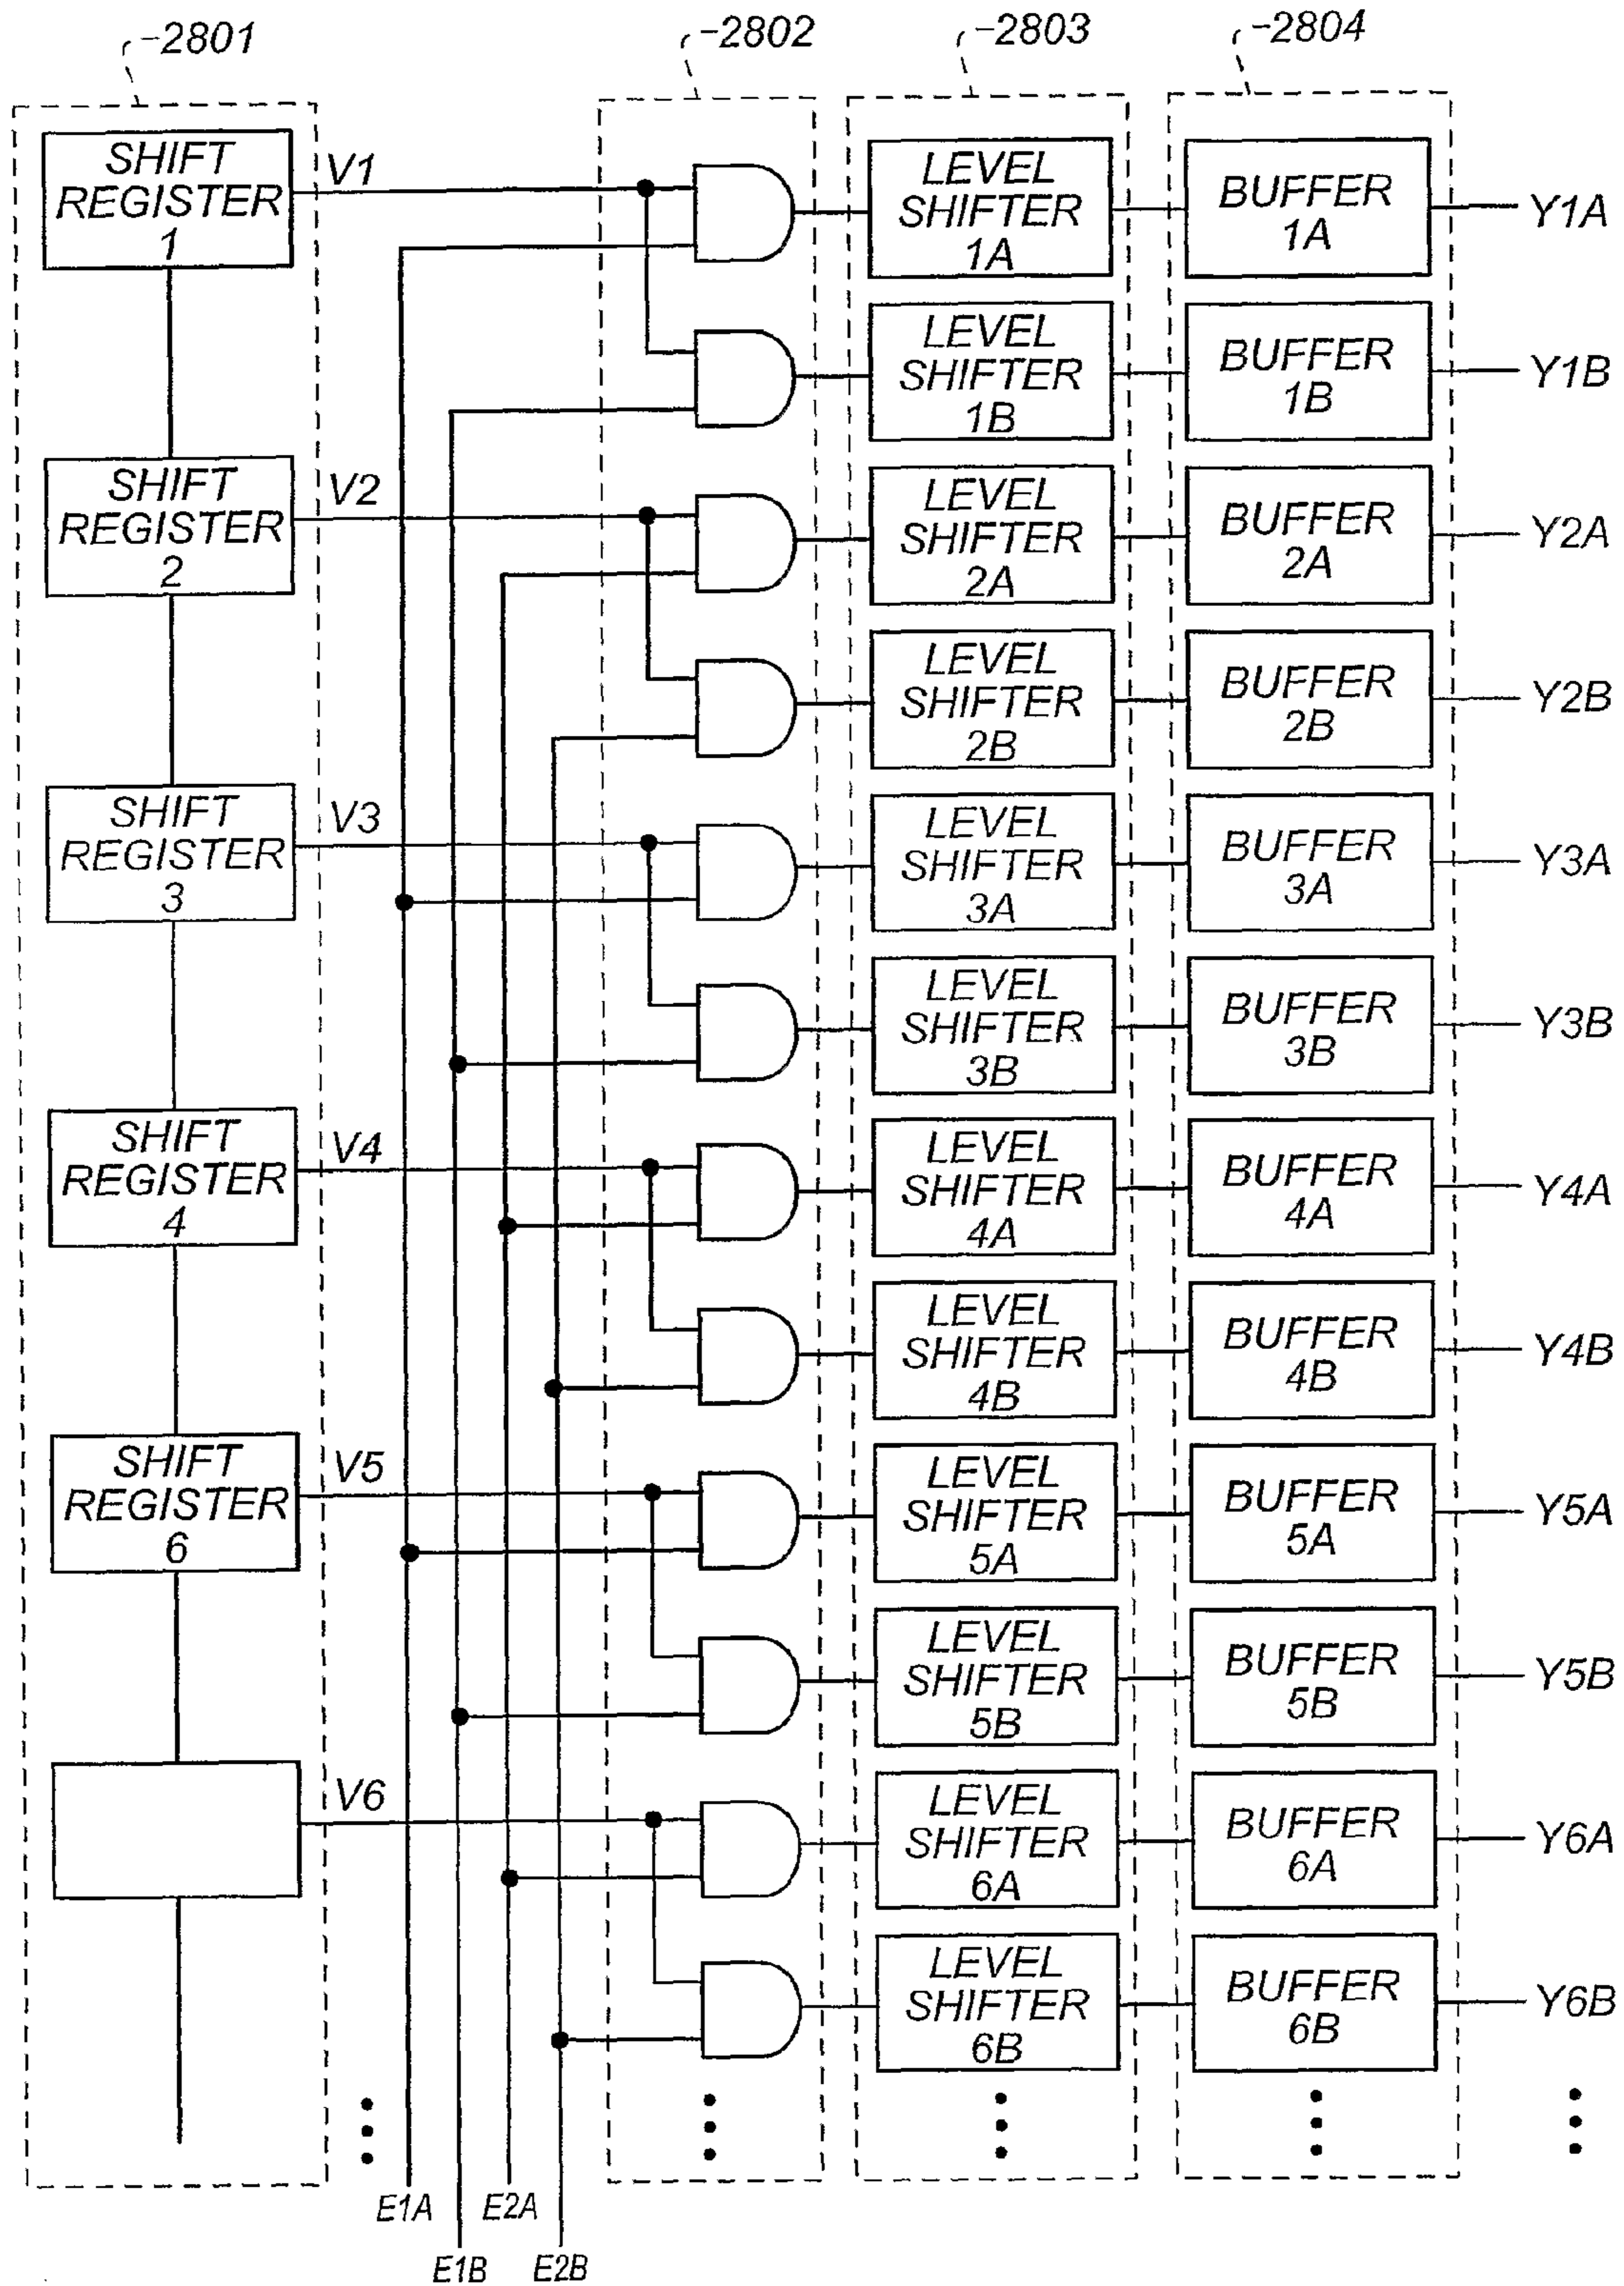 2801
2802
2803
2804
SHIFT
REGISTER
1
V1
LEVEL
SHIFTER
1A
BUFFER
1A
Y1A
LEVEL
SHIFTER
1B
BUFFER
1B
Y1B
SHIFT
REGISTER
2
V2
LEVEL
SHIFTER
2A
BUFFER
2A
Y2A
LEVEL
SHIFTER
2B
BUFFER
2B
Y2B
SHIFT
REGISTER
3
V3
LEVEL
SHIFTER
3A
BUFFER
3A
Y3A
LEVEL
SHIFTER
3B
BUFFER
3B
Y3B
SHIFT
REGISTER
4
V4
LEVEL
SHIFTER
4A
BUFFER
4A
Y4A
LEVEL
SHIFTER
4B
BUFFER
4B
Y4B
SHIFT
REGISTER
6
V5
LEVEL
SHIFTER
5A
BUFFER
5A
Y5A
LEVEL
SHIFTER
5B
BUFFER
5B
Y5B
V6
LEVEL
SHIFTER
6A
BUFFER
6A
Y6A
LEVEL
SHIFTER
6B
BUFFER
6B
Y6B
E1A
E2A
E1B
E2B